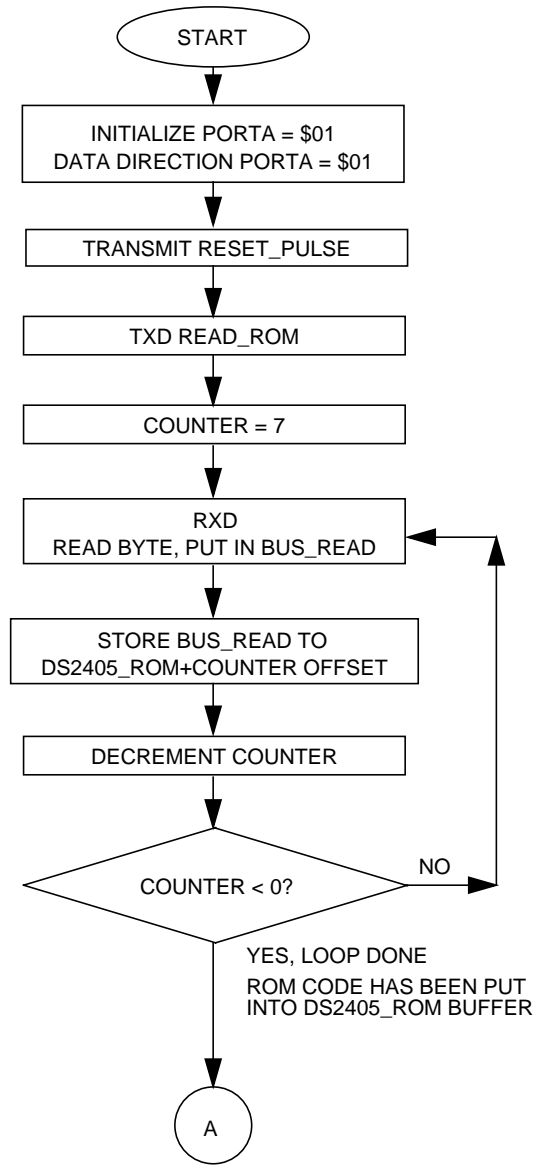 START
INITIALIZE PORTA = $01
DATA DIRECTION PORTA = $01
TRANSMIT RESET_PULSE
TXD READ_ROM
COUNTER = 7
RXD
READ BYTE, PUT IN BUS_READ
STORE BUS_READ TO
DS2405_ROM+COUNTER OFFSET
DECREMENT COUNTER
COUNTER < 0?
NO
YES, LOOP DONE
ROM CODE HAS BEEN PUT
INTO DS2405_ROM BUFFER
A